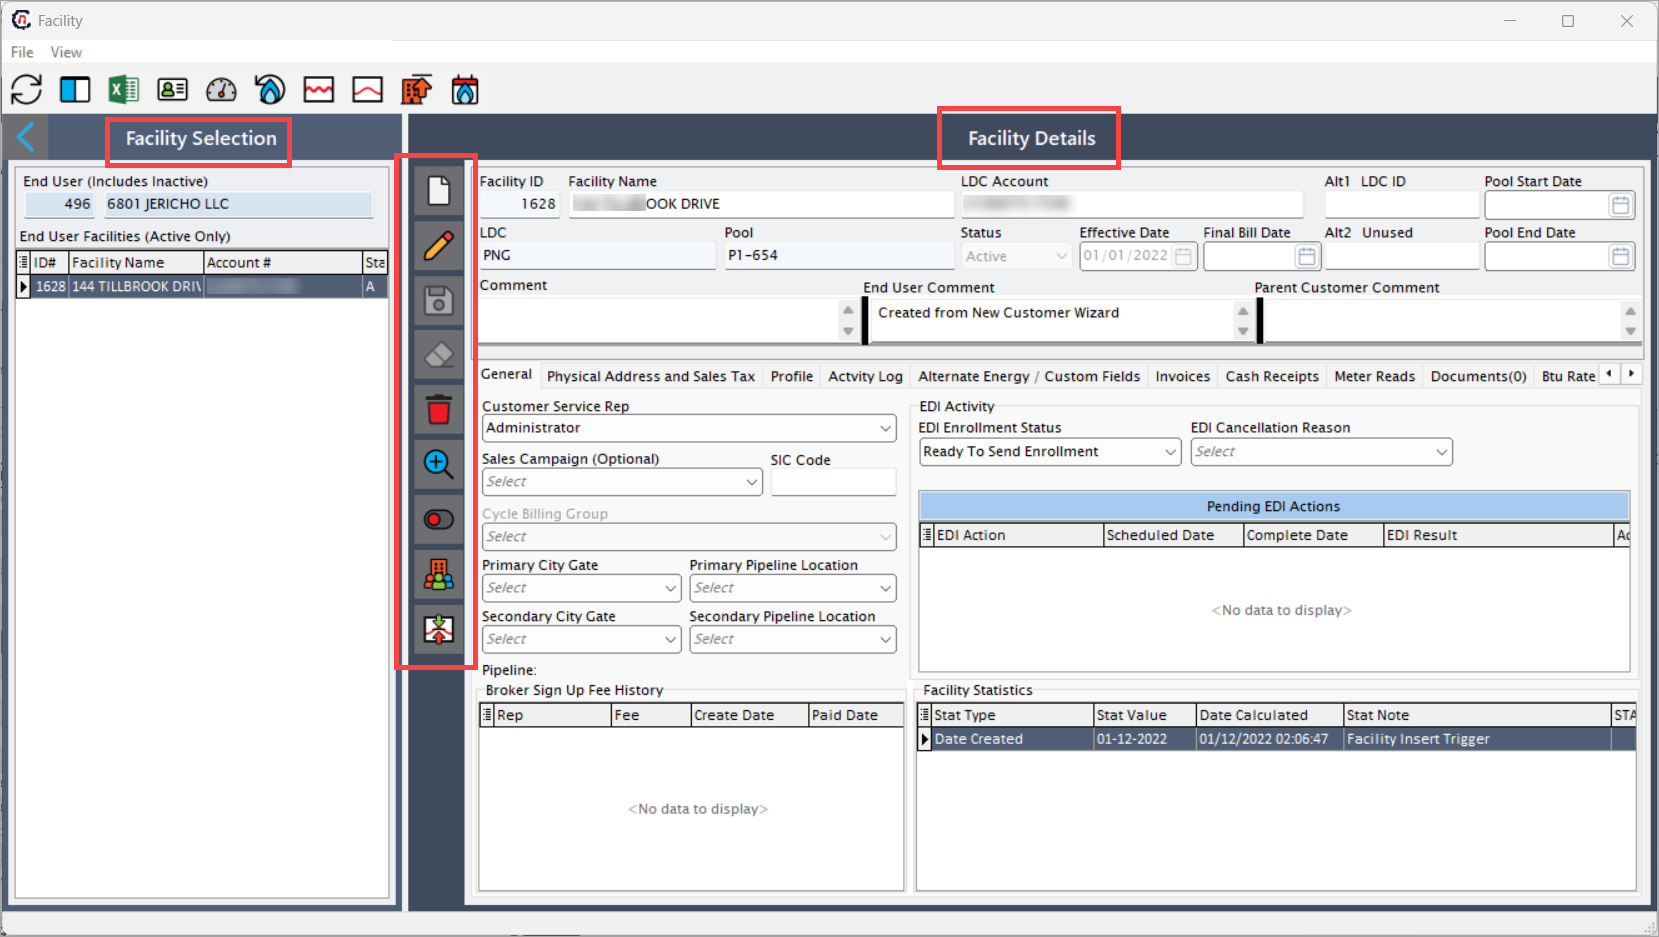 Facility
File View
Facility Selection
Facility Details
End User (Includes Inactive)
496 6801 JERICHO LLC
End User Facilities (Active Only)
ID# Facility Name Account # Sta
1628 144 TILLBROOK DRI A
Facility ID Facility Name LDC Account Alt1 LDC ID Pool Start Date
1628 OOK DRIVE
LDC Pool Status Effective Date Final Bill Date Alt2 Unused Pool End Date
PNG P1-654 Active 01/01/2022
Comment End User Comment Parent Customer Comment
Created from New Customer Wizard
General Physical Address and Sales Tax Profile Actvity Log Alternate Energy / Custom Fields Invoices Cash Receipts Meter Reads Documents(0) Btu Rate
Customer Service Rep
Administrator
Sales Campaign (Optional) SIC Code
Select
Cycle Billing Group
Select
Primary City Gate Primary Pipeline Location
Select Select
Secondary City Gate Secondary Pipeline Location
Select Select
Pipeline:
EDI Activity
EDI Enrollment Status EDI Cancellation Reason
Ready To Send Enrollment Select
Pending EDI Actions
EDI Action Scheduled Date Complete Date EDI Result
<No data to display>
Broker Sign Up Fee History
Rep Fee Create Date Paid Date
<No data to display>
Facility Statistics
Stat Type Stat Value Date Calculated Stat Note STA
Date Created 01-12-2022 01/12/2022 02:06:47 Facility Insert Trigger